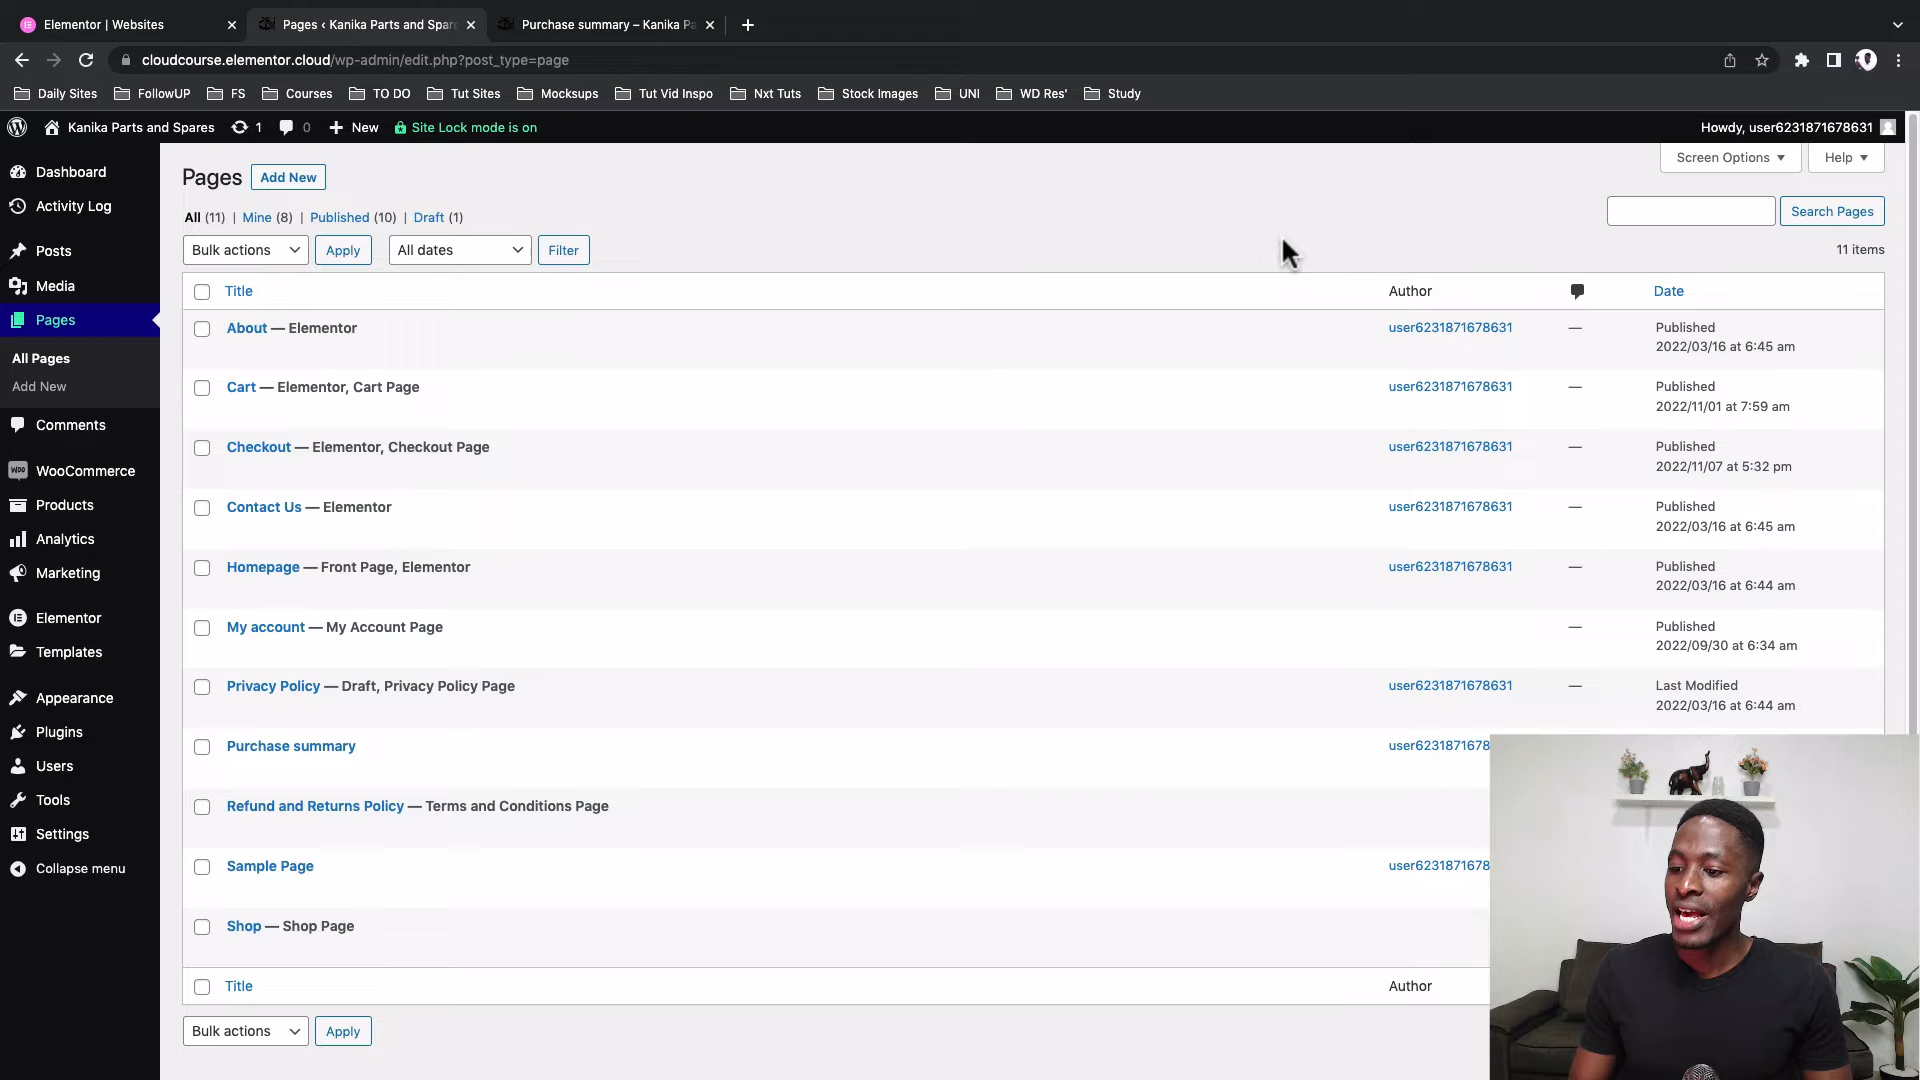 Elementor | Websites
Pages ‹ Kanika Parts and Spare
Purchase summary – Kanika Pa
cloudcourse.elementor.cloud/wp-admin/edit.php?post_type=page
Daily Sites
FollowUP
FS
Courses
TO DO
Tut Sites
Mocksups
Tut Vid Inspo
Nxt Tuts
Stock Images
UNI
WD Res'
Study
Kanika Parts and Spares
1
0
New
Site Lock mode is on
Howdy, user6231871678631
Dashboard
Activity Log
Posts
Media
Pages
All Pages
Add New
Comments
WooCommerce
Products
Analytics
Marketing
Elementor
Templates
Appearance
Plugins
Users
Tools
Settings
Collapse menu
Pages
Add New
Screen Options
Help
All (11) | Mine (8) | Published (10) | Draft (1)
Search Pages
Bulk actions
Apply
All dates
Filter
11 items
Title
Author
Date
About — Elementor
user6231871678631
—
Published
2022/03/16 at 6:45 am
Cart — Elementor, Cart Page
user6231871678631
—
Published
2022/11/01 at 7:59 am
Checkout — Elementor, Checkout Page
user6231871678631
—
Published
2022/11/07 at 5:32 pm
Contact Us — Elementor
user6231871678631
—
Published
2022/03/16 at 6:45 am
Homepage — Front Page, Elementor
user6231871678631
—
Published
2022/03/16 at 6:44 am
My account — My Account Page
—
Published
2022/09/30 at 6:34 am
Privacy Policy — Draft, Privacy Policy Page
user6231871678631
—
Last Modified
2022/03/16 at 6:44 am
Purchase summary
user6231871678
Refund and Returns Policy — Terms and Conditions Page
Sample Page
user6231871678
Shop — Shop Page
Title
Author
Bulk actions
Apply